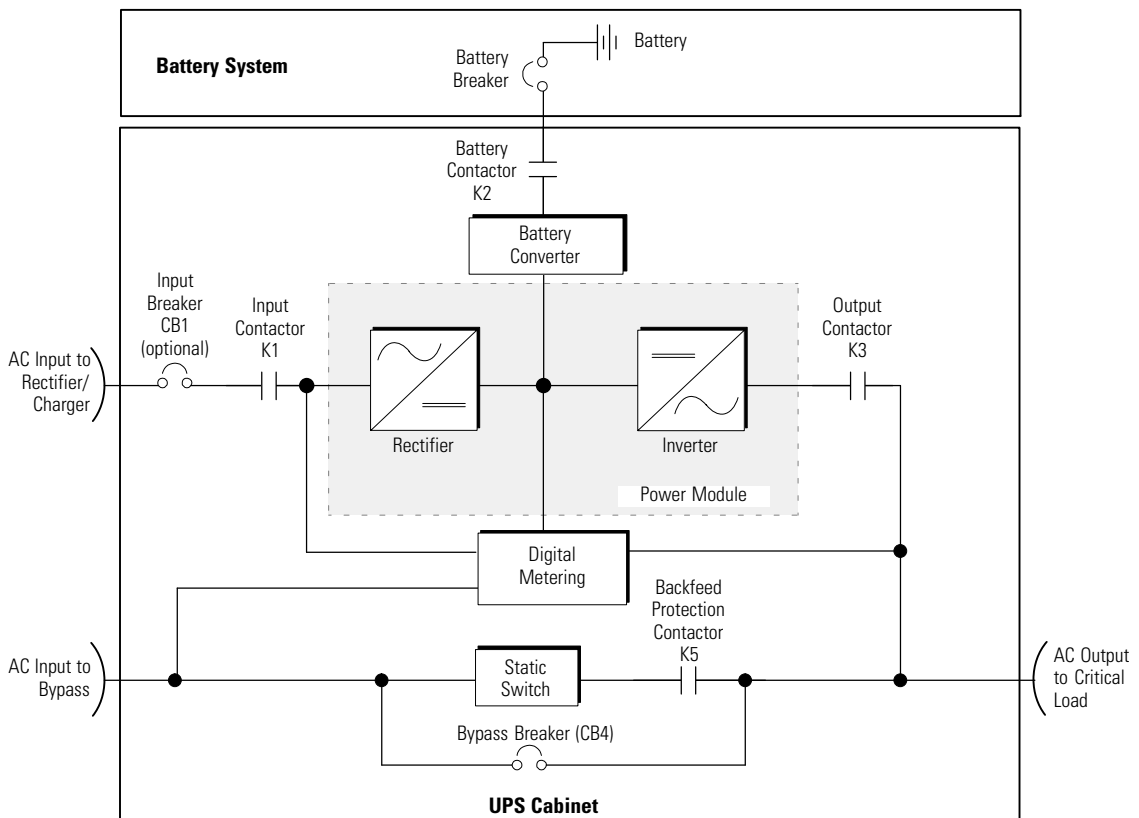 Battery System
Battery
Breaker
Battery
Battery
Contactor
K2
Battery
Converter
Input
Breaker
CB1
(optional)
Input
Contactor
K1
Output
Contactor
K3
AC Input to
Rectifier/
Charger
Rectifier
Inverter
Power Module
Digital
Metering
Backfeed
Protection
Contactor
K5
AC Input to
Bypass
Static
Switch
AC Output
to Critical
Load
Bypass Breaker (CB4)
UPS Cabinet